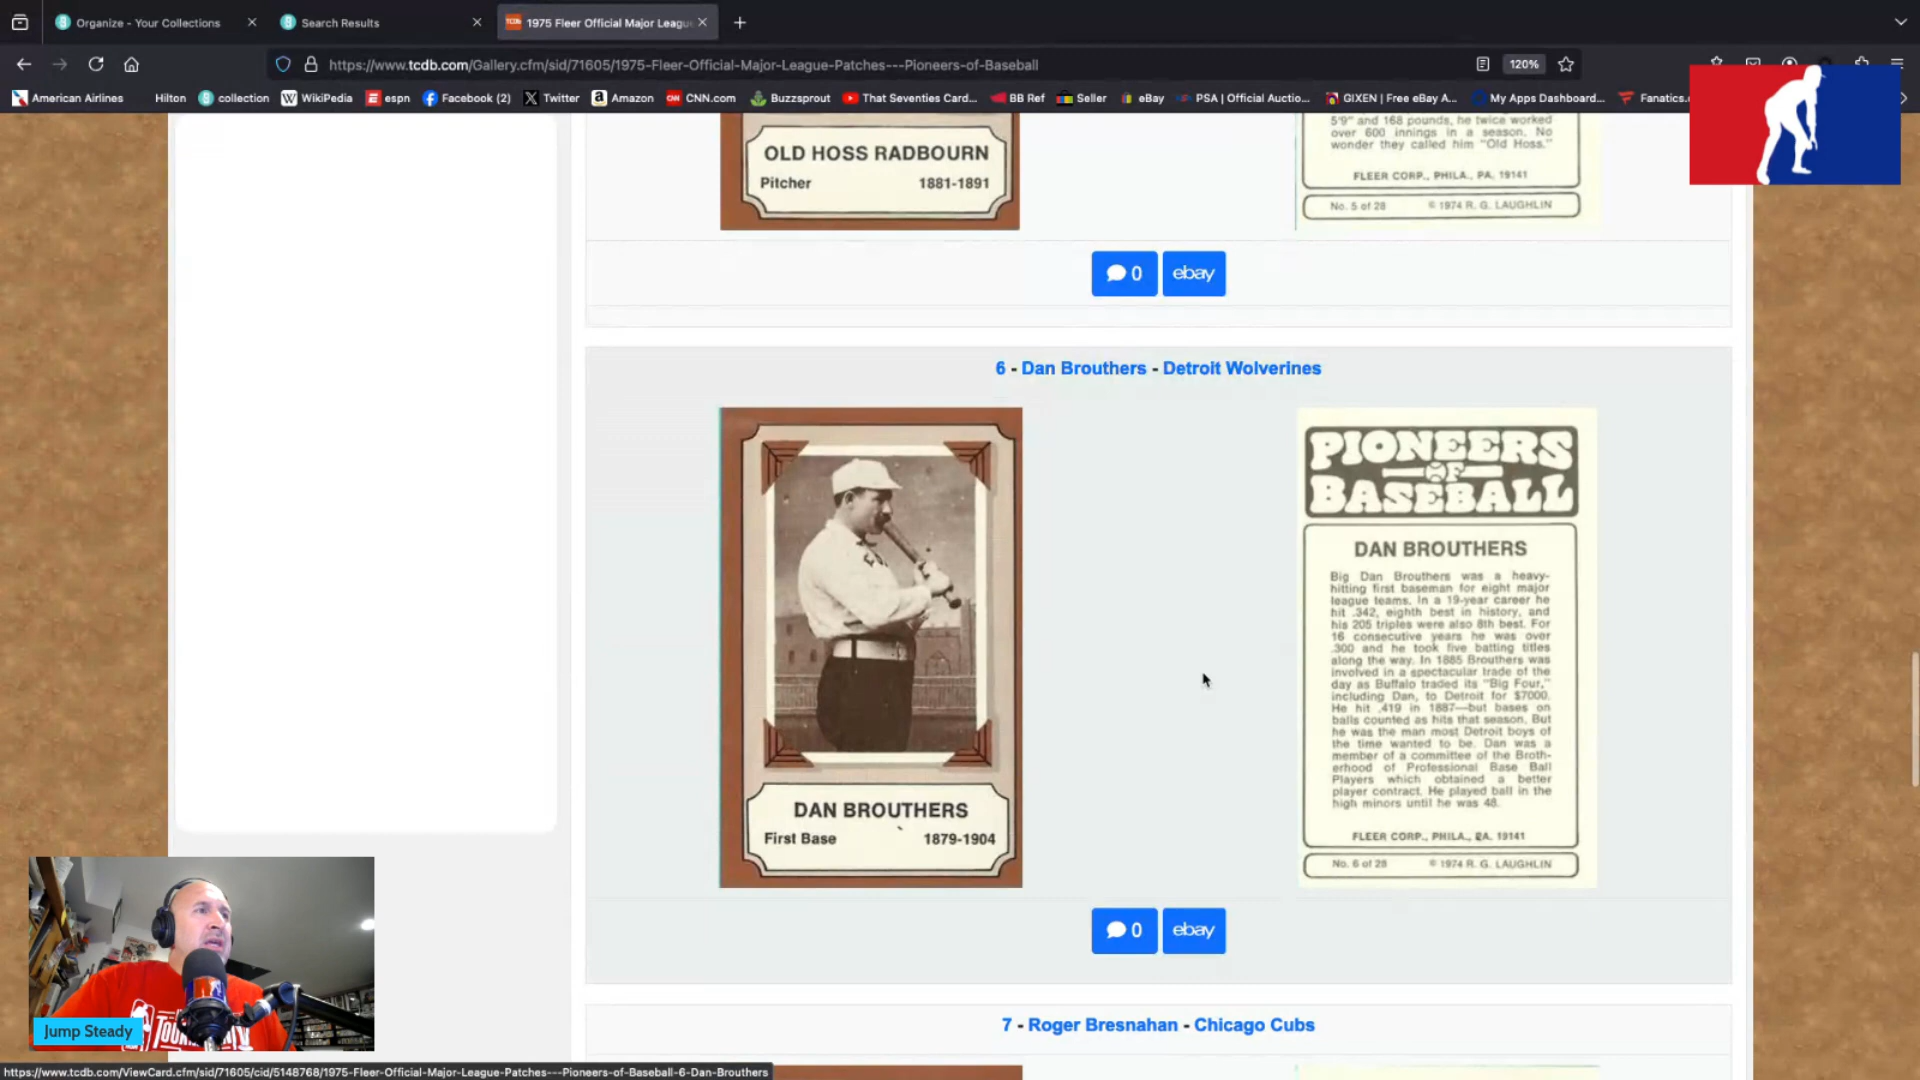 Organize - Your Collections
Search Results
1975 Fleer Official Major Leagu
https://www.tcdb.com/Gallery.cfm/sid/71605/1975-Fleer-Official-Major-League-Patches---Pioneers-of-Baseball
120%
American Airlines
Hilton
collection
WikiPedia
espn
Facebook (2)
Twitter
Amazon
CNN.com
Buzzsprout
That Seventies Card...
BB Ref
Seller
eBay
PSA | Official Auctio...
GIXEN | Free eBay A...
My Apps Dashboard...
Fanatics.c
OLD HOSS RADBOURN
Pitcher 1881-1891
5'9" and 168 pounds, he twice worked
over 600 innings in a season. No
wonder they called him "Old Hoss."
FLEER CORP., PHILA., PA. 19141
No. 5 of 28 © 1974 R. G. LAUGHLIN
0 ebay
6 - Dan Brouthers - Detroit Wolverines
DAN BROUTHERS
First Base 1879-1904
PIONEERS
OF
BASEBALL
DAN BROUTHERS
Big Dan Brouthers was a heavy-
hitting first baseman for eight major
league teams. In a 19-year career he
hit .342, eighth best in history, and
his 205 triples were also 8th best. For
16 consecutive years he was over
.300 and he took five batting titles
along the way. In 1885 Brouthers was
involved in a spectacular trade of the
day as Buffalo traded its "Big Four,"
including Dan, to Detroit for $7000.
He hit .419 in 1887—but bases on
balls counted as hits that season. But
he was the man most Detroit boys of
the time wanted to be. Dan was a
member of a committee of the Broth-
erhood of Professional Base Ball
Players which obtained a better
player contract. He played ball in the
high minors until he was 48.
FLEER CORP., PHILA., PA. 19141
No. 6 of 28 © 1974 R. G. LAUGHLIN
0 ebay
7 - Roger Bresnahan - Chicago Cubs
Jump Steady
https://www.tcdb.com/ViewCard.cfm/sid/71605/cid/5148768/1975-Fleer-Official-Major-League-Patches---Pioneers-of-Baseball-6-Dan-Brouthers